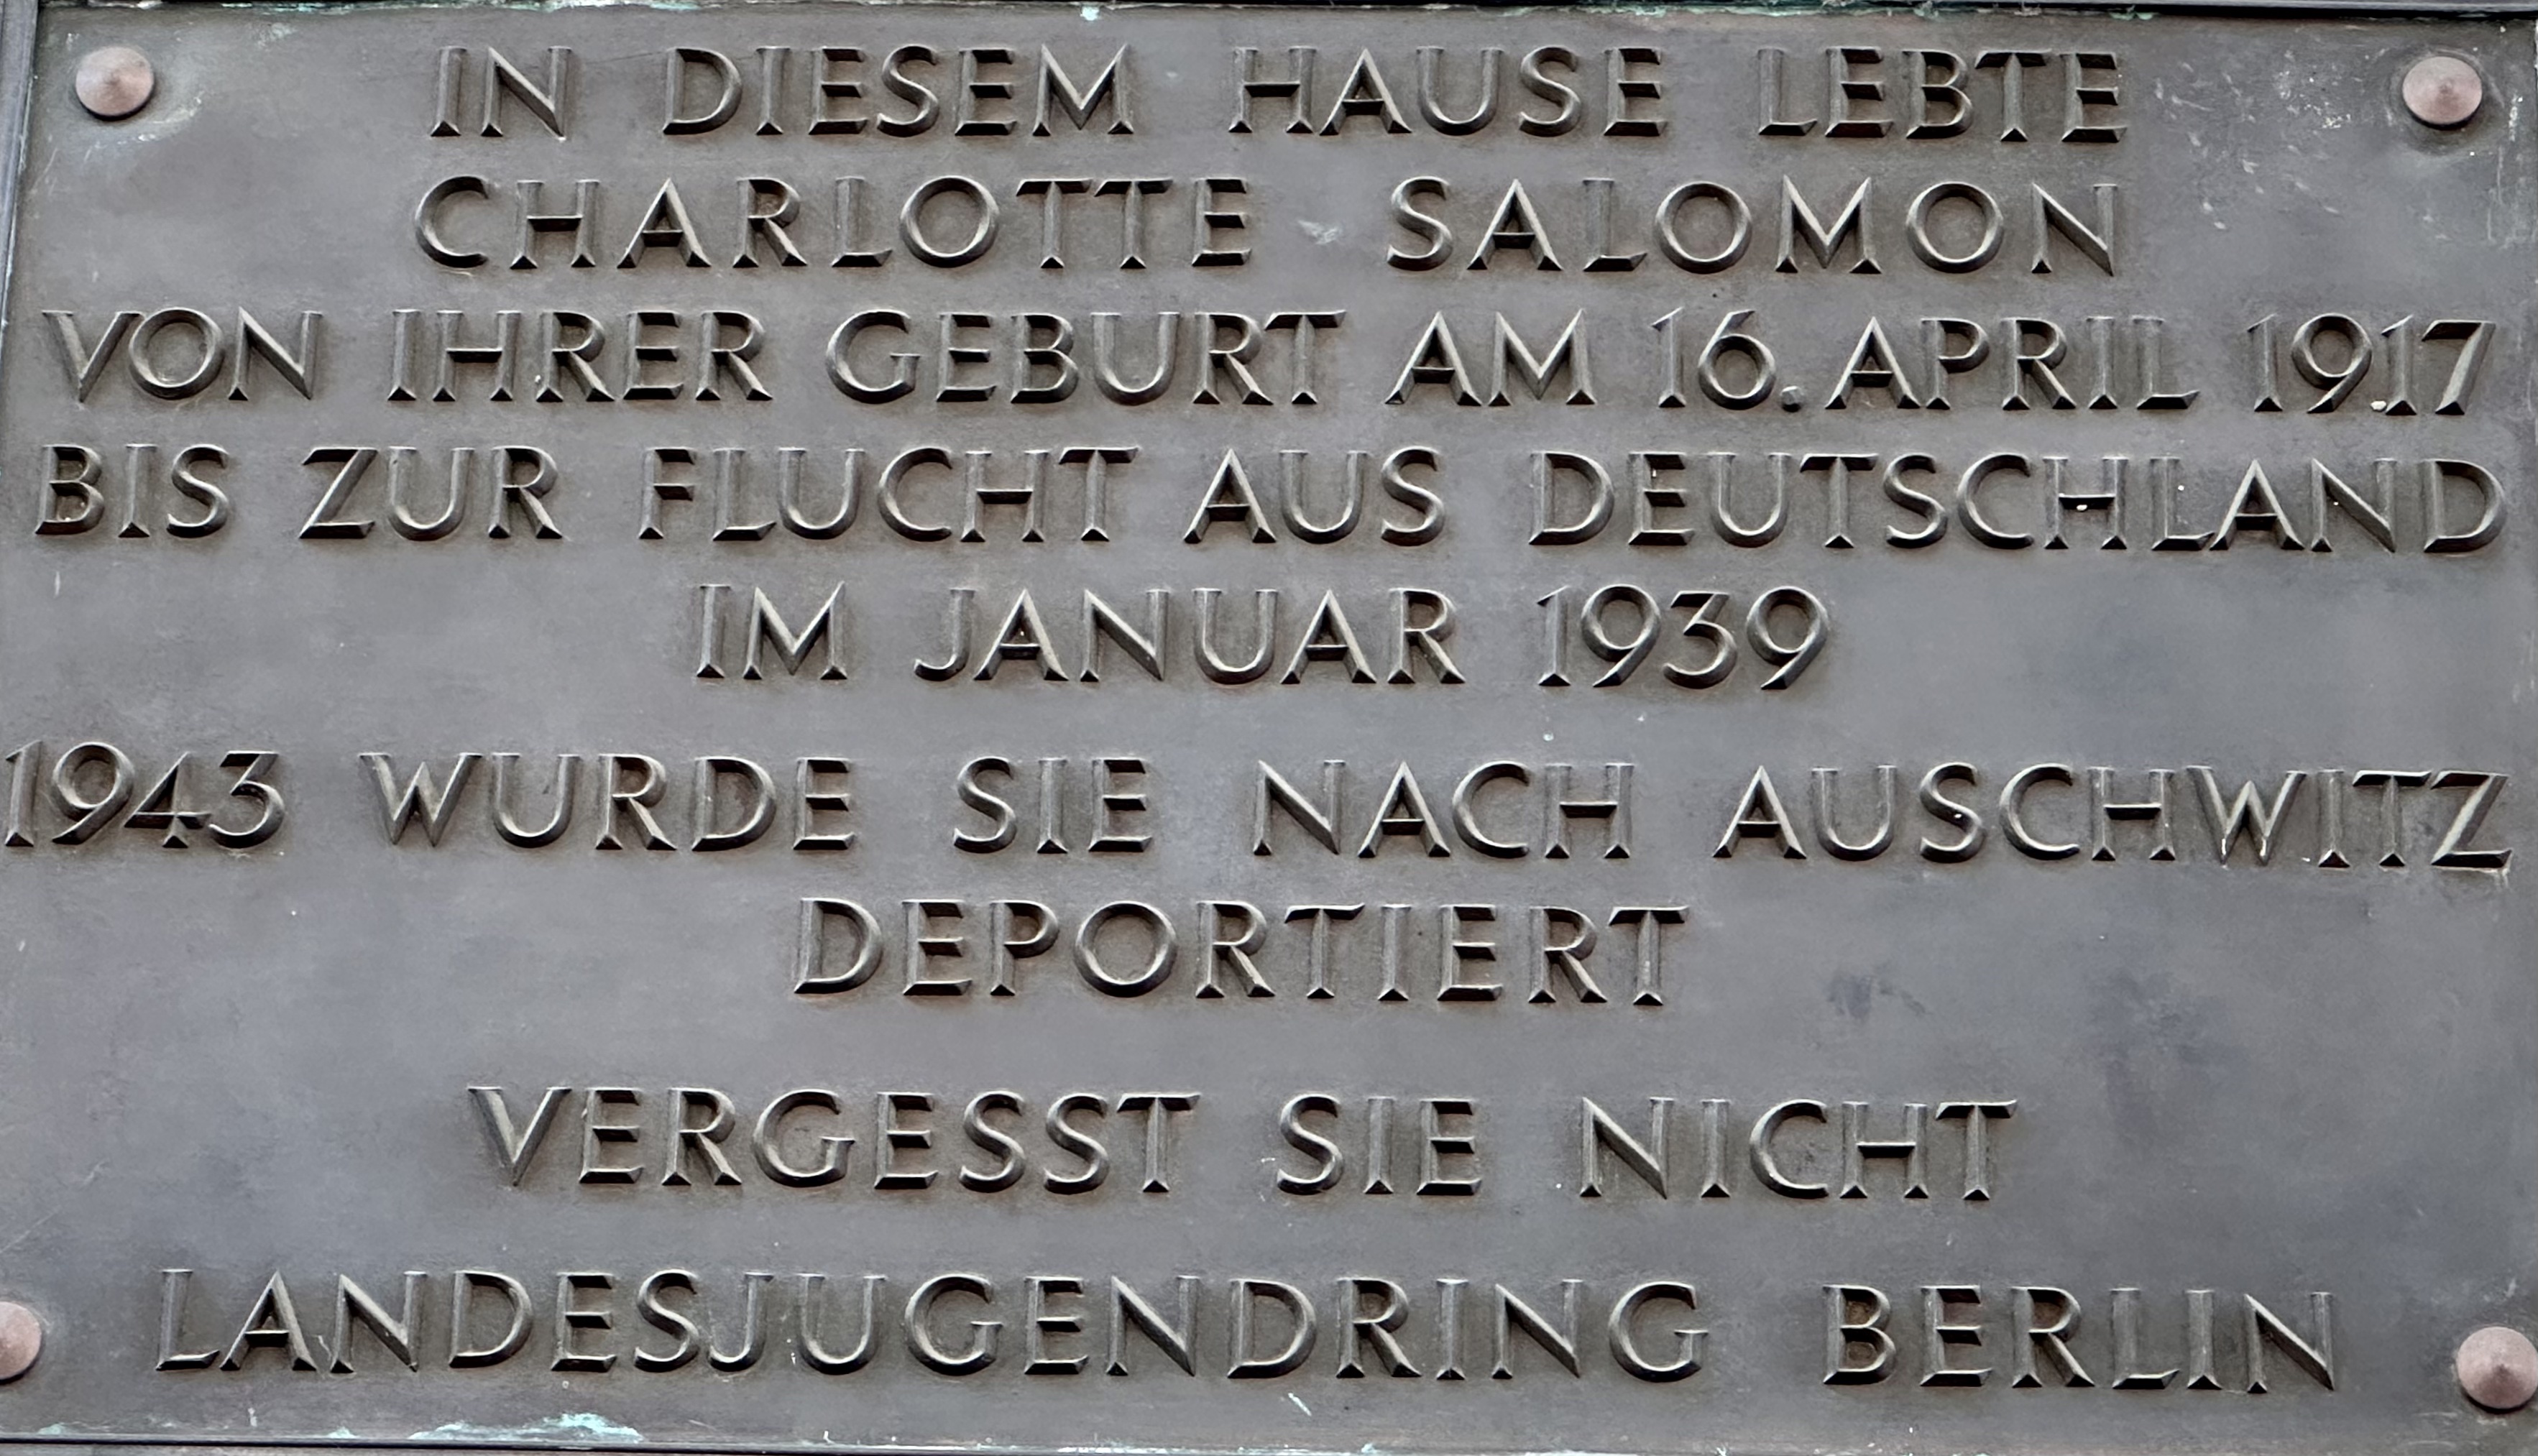 IN DIESEM HAUSE LEBTE
CHARLOTTE SALOMON
VON IHRER GEBURT AM 16. APRIL 1917
BIS ZUR FLUCHT AUS DEUTSCHLAND
IM JANUAR 1939
1943 WURDE SIE NACH AUSCHWITZ
DEPORTIERT
VERGESST SIE NICHT
LANDESJUGENDRING BERLIN